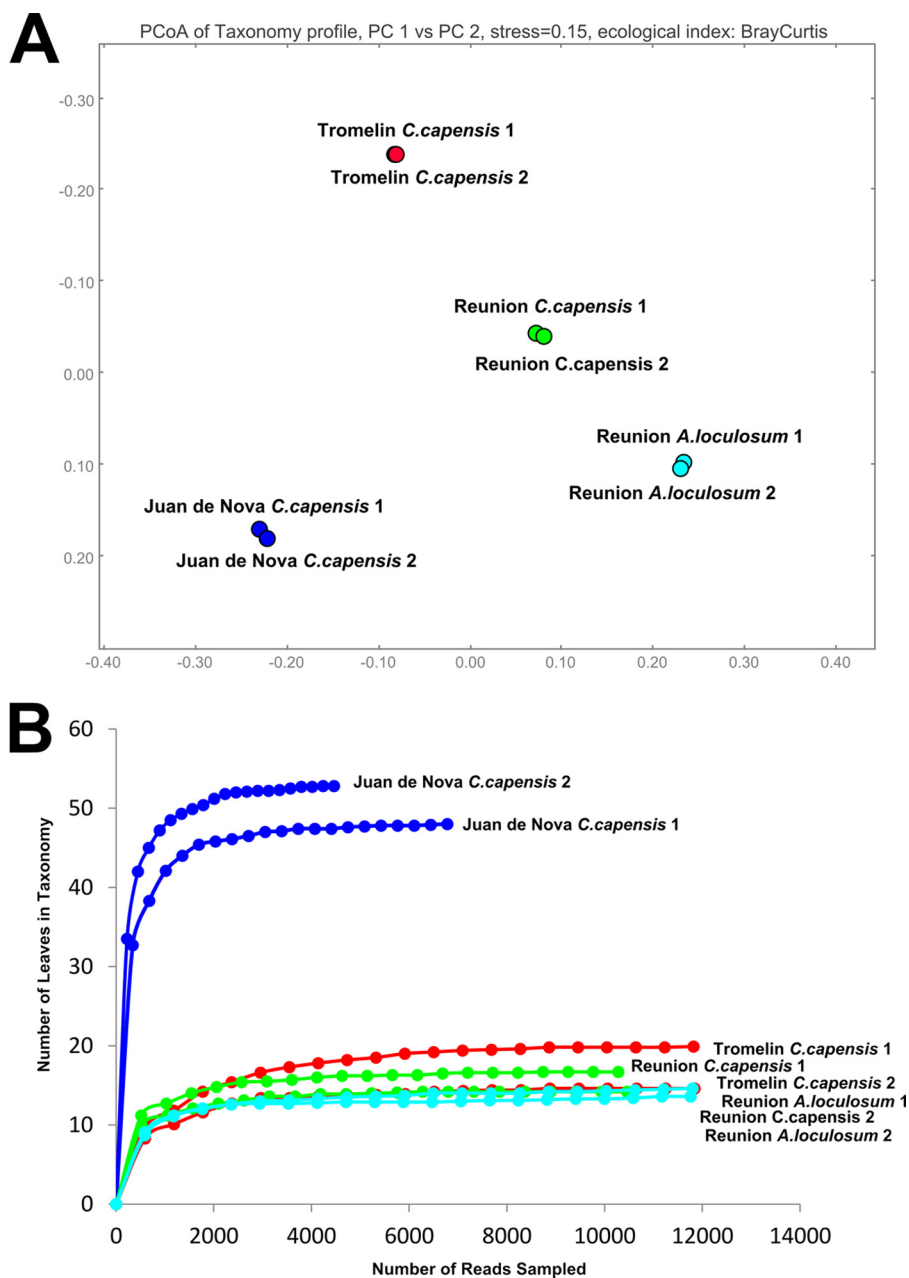 A
PCoA of Taxonomy profile, PC 1 vs PC 2, stress=0.15, ecological index: BrayCurtis
-0.30
Tromelin C.capensis 1
Tromelin C.capensis 2
-0.20
-0.10
Reunion C.capensis 1
Reunion C.capensis 2
0.00
Reunion A.loculosum 1
0.10
Reunion A.loculosum 2
Juan de Nova C.capensis 1
0.20
Juan de Nova C.capensis 2
-0.40 -0.30 -0.20 -0.10 0.00 0.10 0.20 0.30 0.40
B
60
Juan de Nova C.capensis 2
50
Juan de Nova C.capensis 1
40
Number of Leaves in Taxonomy
30
20
Tromelin C.capensis 1
Reunion C.capensis 1
Tromelin C.capensis 2
Reunion A.loculosum 1
Reunion C.capensis 2
10
Reunion A.loculosum 2
0
0 2000 4000 6000 8000 10000 12000 14000
Number of Reads Sampled